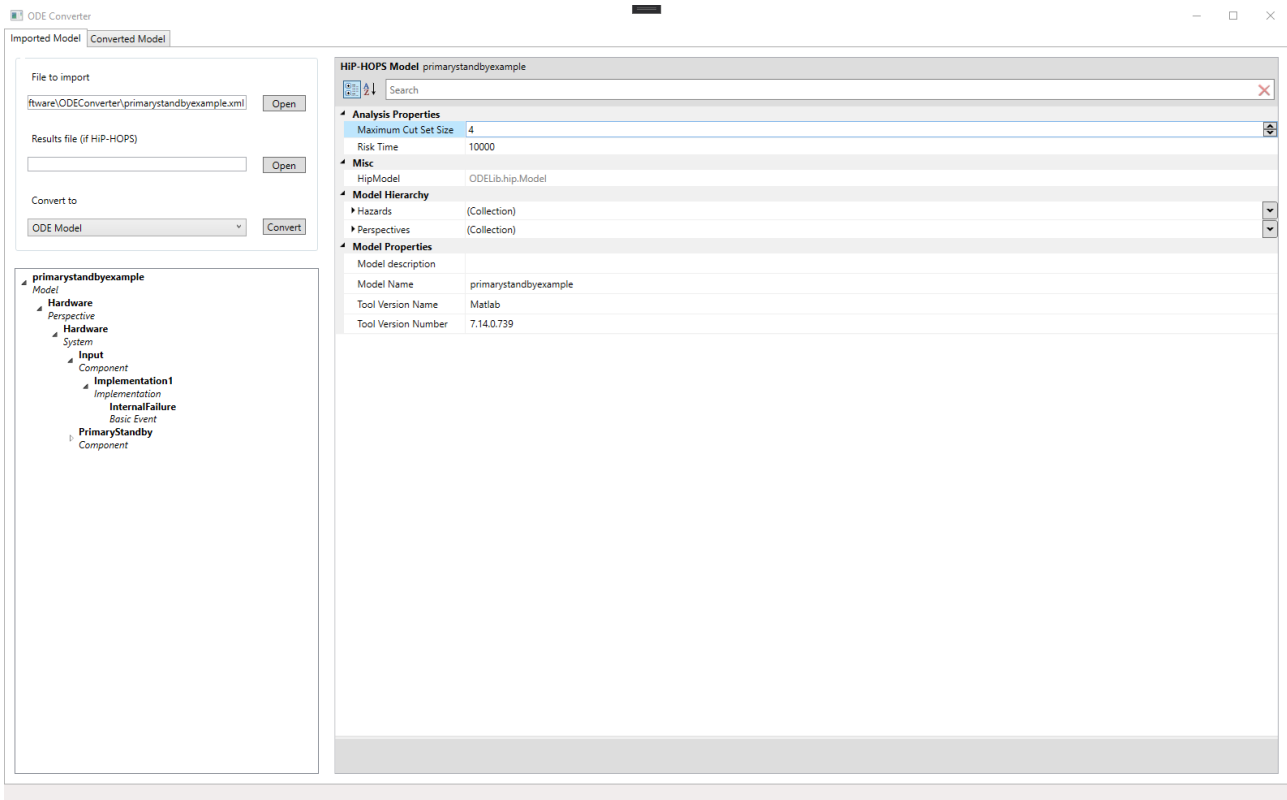 ODE Converter
Imported Model Converted Model
File to import
ftware\ODEConverter\primarystandbyexample.xml Open
Results file (if HiP-HOPS)
Open
Convert to
ODE Model Convert
primarystandbyexample
Model
Hardware
Perspective
Hardware
System
Input
Component
Implementation1
Implementation
InternalFailure
Basic Event
PrimaryStandby
Component
HiP-HOPS Model primarystandbyexample
Search
Analysis Properties
Maximum Cut Set Size 4
Risk Time 10000
Misc
HipModel ODELib.hip.Model
Model Hierarchy
Hazards (Collection)
Perspectives (Collection)
Model Properties
Model description
Model Name primarystandbyexample
Tool Version Name Matlab
Tool Version Number 7.14.0.739